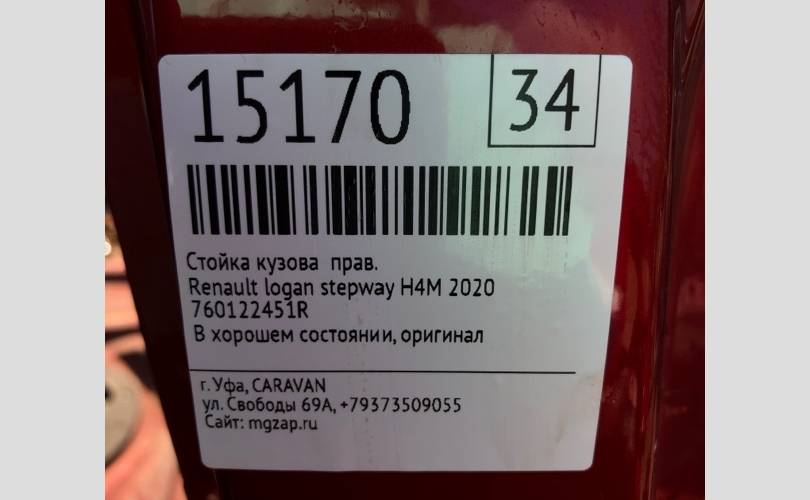 15170
34
Стойка кузова прав.
Renault logan stepway H4M 2020
760122451R
В хорошем состоянии, оригинал
г. Уфа, CARAVAN
ул. Свободы 69А, +79373509055
Сайт: mgzap.ru